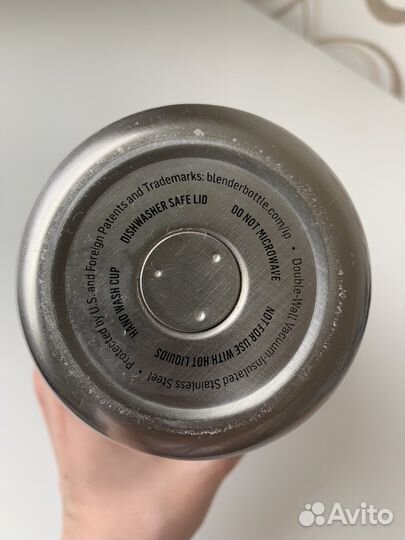 Protected by U.S. and Foreign Patents and Trademarks: blenderbottle.com/ip • Double-Wall Vacuum-Insulated Stainless Steel •
HAND WASH CUP
DISHWASHER SAFE LID
DO NOT MICROWAVE
NOT FOR USE WITH HOT LIQUIDS
Avito